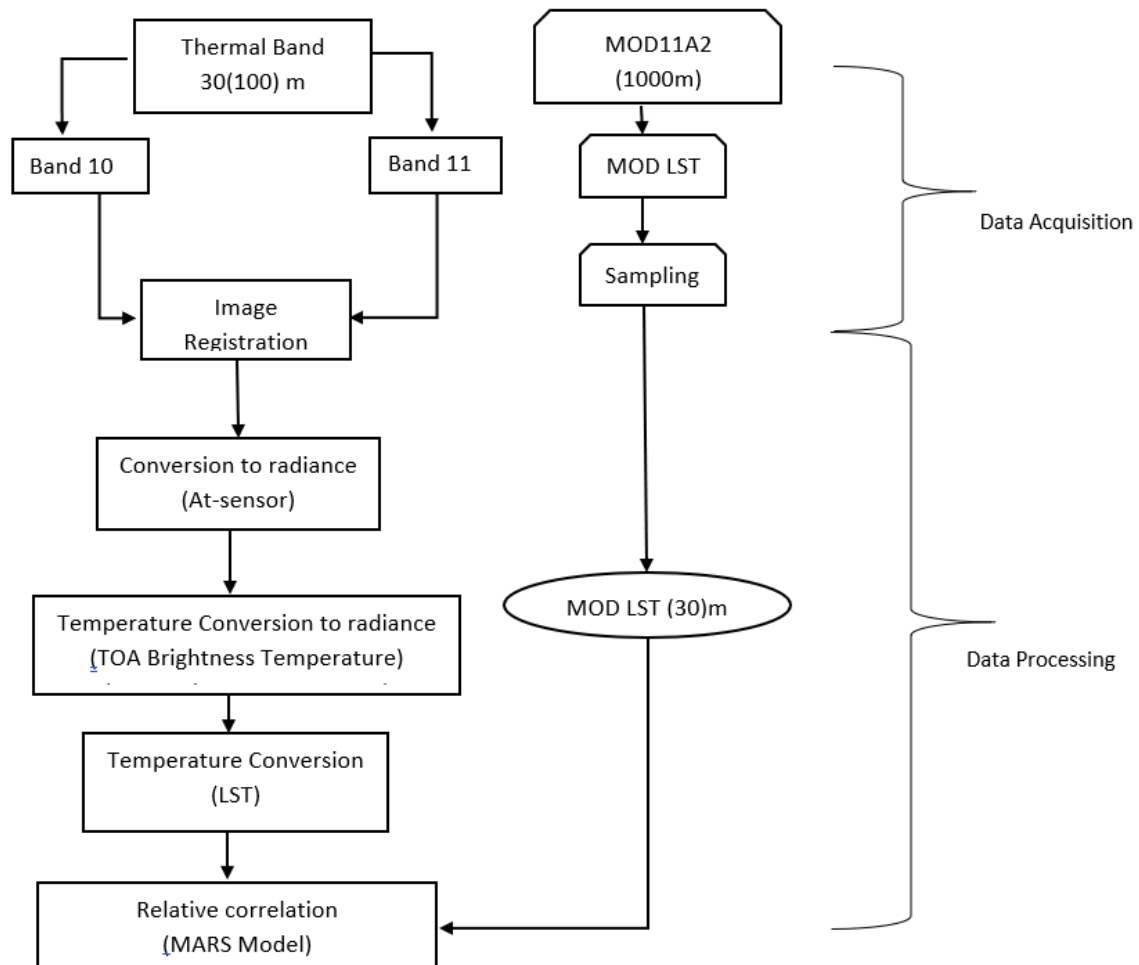 Thermal Band
30(100) m
Band 10
Band 11
Image
Registration
Conversion to radiance
(At-sensor)
Temperature Conversion to radiance
(TOA Brightness Temperature)
Temperature Conversion
(LST)
Relative correlation
(MARS Model)
MOD11A2
(1000m)
MOD LST
Sampling
MOD LST (30)m
Data Acquisition
Data Processing